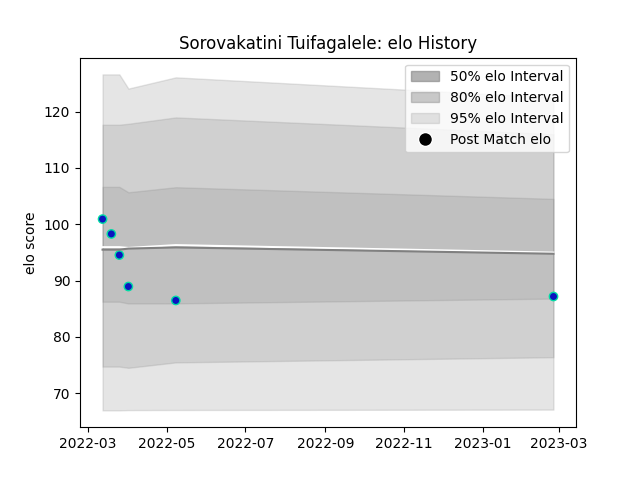 Sorovakatini Tuifagalele: elo History
50% elo Interval
80% elo Interval
95% elo Interval
Post Match elo
elo score
120
110
100
90
80
70
2022-03
2022-05
2022-07
2022-09
2022-11
2023-01
2023-03